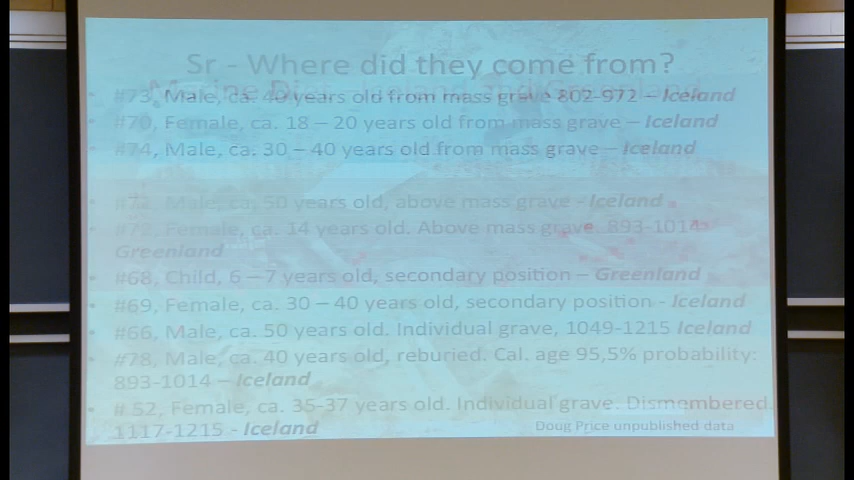 Sr - Where did they come from?
#73, Male, ca. 40 years old from mass grave 802-972 – Iceland
#70, Female, ca. 18 – 20 years old from mass grave – Iceland
#74, Male, ca. 30 – 40 years old from mass grave – Iceland
Male, ca. 50 years old, above mass grave - Iceland
Female, ca. 14 years old. Above mass grave. 893-1014
Greenland
#68, Child, 6 – 7 years old, secondary position – Greenland
#69, Female, ca. 30 – 40 years old, secondary position - Iceland
#66, Male, ca. 50 years old. Individual grave, 1049-1215 Iceland
#78, Male, ca. 40 years old, reburied. Cal. age 95,5% probability:
893-1014 – Iceland
# 52, Female, ca. 35-37 years old. Individual grave. Dismembered.
1117-1215 - Iceland
Doug Price unpublished data